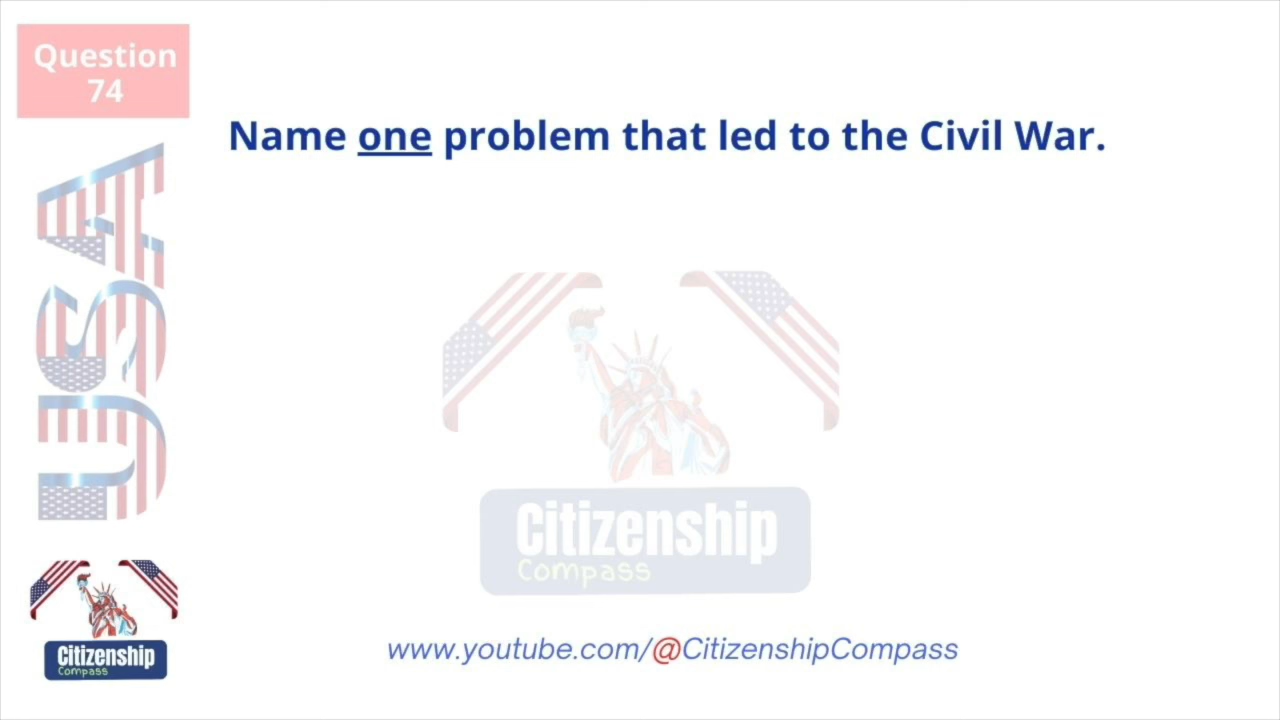 Question
74
Name one problem that led to the Civil War.
USA
Citizenship
Compass
Citizenship
Compass
www.youtube.com/@CitizenshipCompass